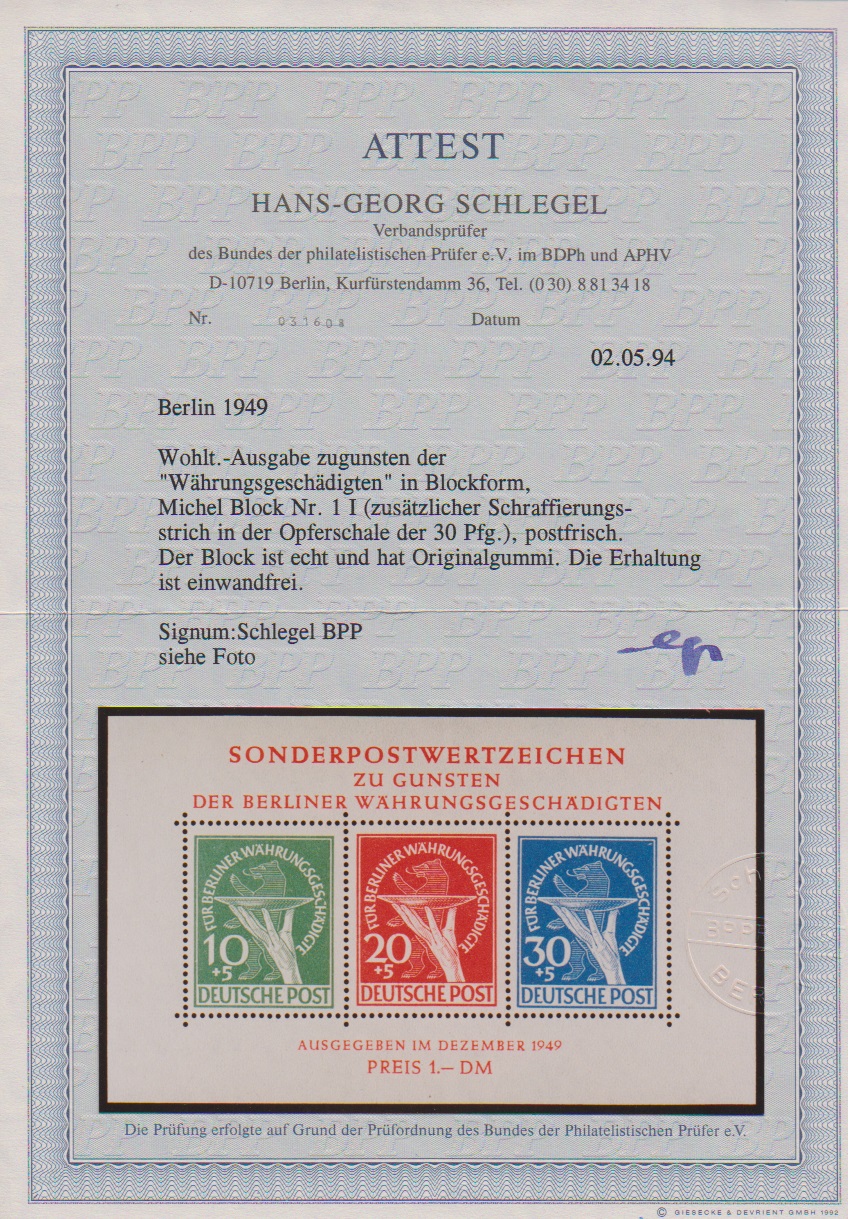 ATTEST
HANS-GEORG SCHLEGEL
Verbandsprüfer
des Bundes der philatelistischen Prüfer e.V. im BDPh und APHV
D-10719 Berlin, Kurfürstendamm 36, Tel. (0 30) 8 81 34 18
Nr. 031608 Datum
02.05.94
Berlin 1949
Wohlt.-Ausgabe zugunsten der
"Währungsgeschädigten" in Blockform,
Michel Block Nr. 1 I (zusätzlicher Schraffierungs-
strich in der Opferschale der 30 Pfg.), postfrisch.
Der Block ist echt und hat Originalgummi. Die Erhaltung
ist einwandfrei.
Signum:Schlegel BPP
siehe Foto
SONDERPOSTWERTZEICHEN
ZU GUNSTEN
DER BERLINER WÄHRUNGSGESCHÄDIGTEN
FÜR BERLINER WÄHRUNGSGESCHÄDIGTE
10
+5
DEUTSCHE POST
FÜR BERLINER WÄHRUNGSGESCHÄDIGTE
20
+5
DEUTSCHE POST
FÜR BERLINER WÄHRUNGSGESCHÄDIGTE
30
+5
DEUTSCHE POST
AUSGEGEBEN IM DEZEMBER 1949
PREIS 1.– DM
Die Prüfung erfolgte auf Grund der Prüfordnung des Bundes der Philatelistischen Prüfer e.V.
© GIESECKE & DEVRIENT GMBH 1992